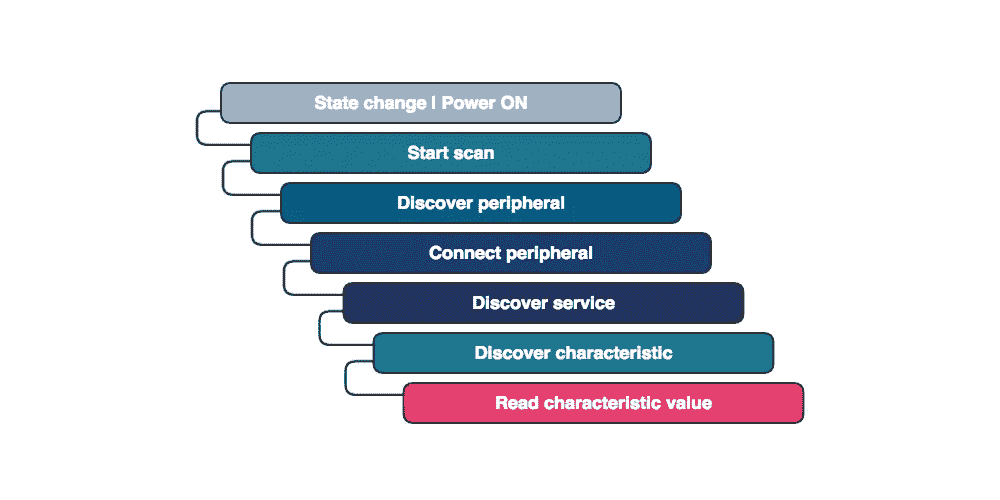 State change | Power ON
Start scan
Discover peripheral
Connect peripheral
Discover service
Discover characteristic
Read characteristic value